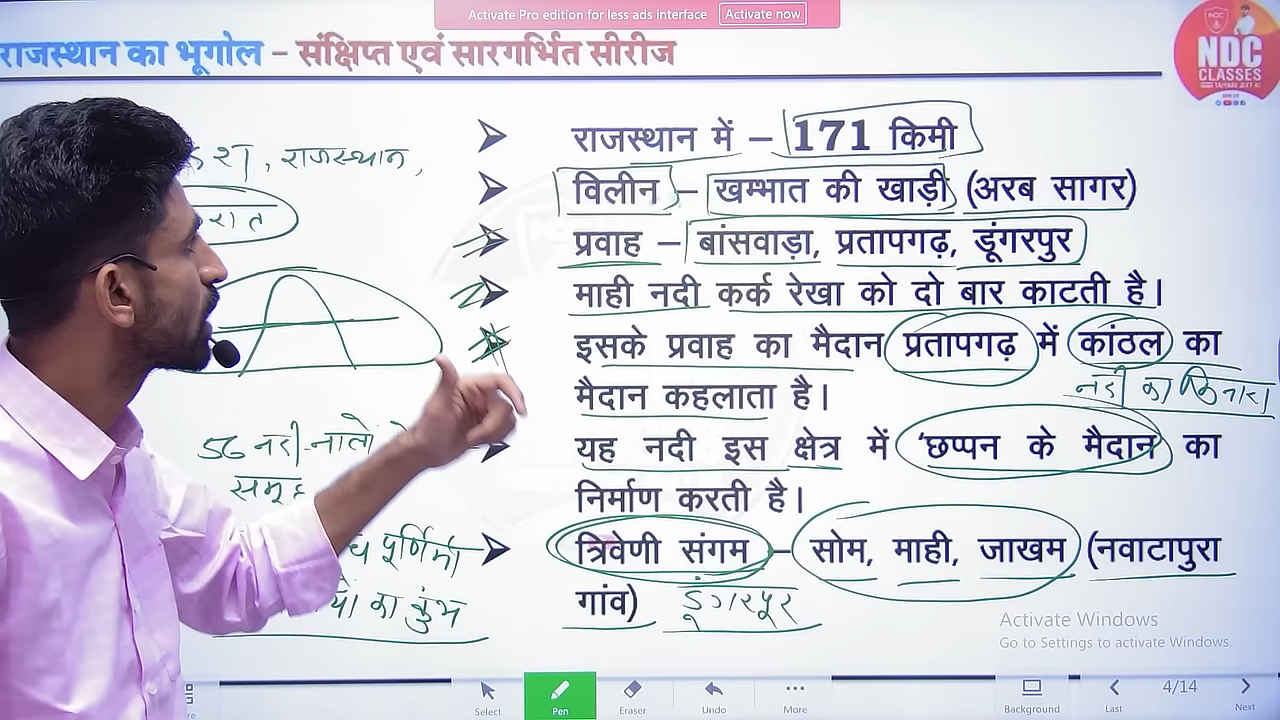 Activate Pro edition for less ads interface Activate now
राजस्थान का भूगोल – संक्षिप्त एवं सारगर्भित सीरीज
NDC
CLASSES
राजस्थान,
➤ राजस्थान में – 171 किमी
➤ विलीन – खम्भात की खाड़ी (अरब सागर)
➤ प्रवाह – बांसवाड़ा, प्रतापगढ़, डूंगरपुर
➤ माही नदी कर्क रेखा को दो बार काटती है।
➤ इसके प्रवाह का मैदान प्रतापगढ़ में कांठल का
नदी का किनारा
मैदान कहलाता है।
56 नदी-नालो
समूह
➤ यह नदी इस क्षेत्र में 'छप्पन के मैदान का
निर्माण करती है।
पूर्णिमा
➤ त्रिवेणी संगम – सोम, माही, जाखम (नवाटापुरा
का कुंभ
गांव) डूंगरपूर
Activate Windows
Go to Settings to activate Windows.
Select Pen Eraser Undo More Background Last 4/14 Next